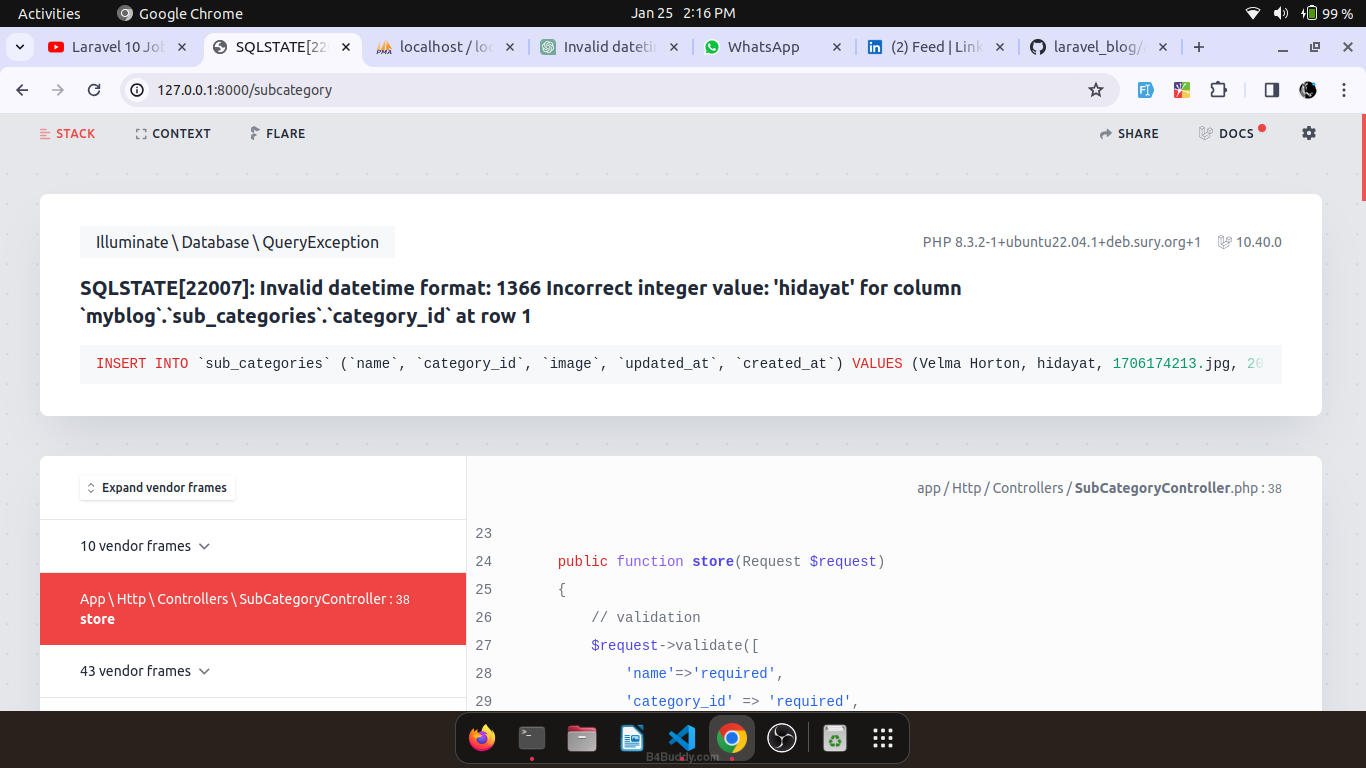 Activities
Google Chrome
Jan 25 2:16 PM
99 %
Laravel 10 Jo
SQLSTATE[22
PMA
localhost / lo
Invalid dateti
WhatsApp
(2) Feed | Link
laravel_blog/
127.0.0.1:8000/subcategory
STACK
CONTEXT
FLARE
SHARE
DOCS
Illuminate \ Database \ QueryException
PHP 8.3.2-1+ubuntu22.04.1+deb.sury.org+1
10.40.0
SQLSTATE[22007]: Invalid datetime format: 1366 Incorrect integer value: 'hidayat' for column
`myblog`.`sub_categories`.`category_id` at row 1
INSERT INTO `sub_categories` (`name`, `category_id`, `image`, `updated_at`, `created_at`) VALUES (Velma Horton, hidayat, 1706174213.jpg, 20
Expand vendor frames
app / Http / Controllers / SubCategoryController.php : 38
10 vendor frames
App \ Http \ Controllers \ SubCategoryController : 38
store
43 vendor frames
23
24 public function store(Request $request)
25 {
26 // validation
27 $request->validate([
28 'name'=>'required',
29 'category_id' => 'required',
B4Buddy.com